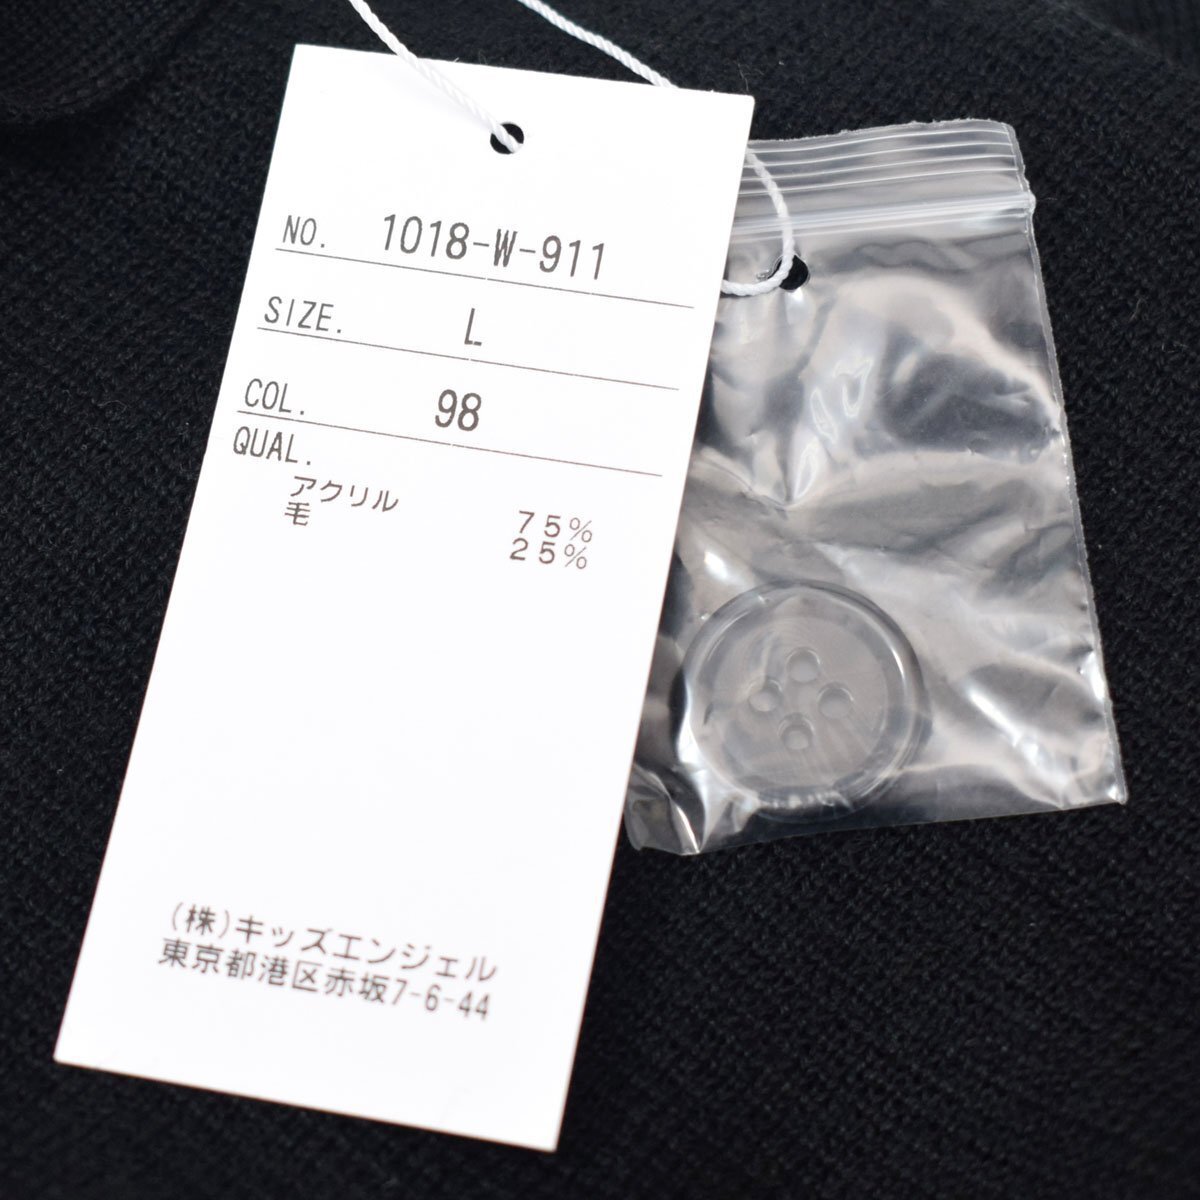 NO. 1018-W-911
SIZE. L
COL. 98
QUAL.
アクリル 75%
毛 25%
(株)キッズエンジェル
東京都港区赤坂7-6-44